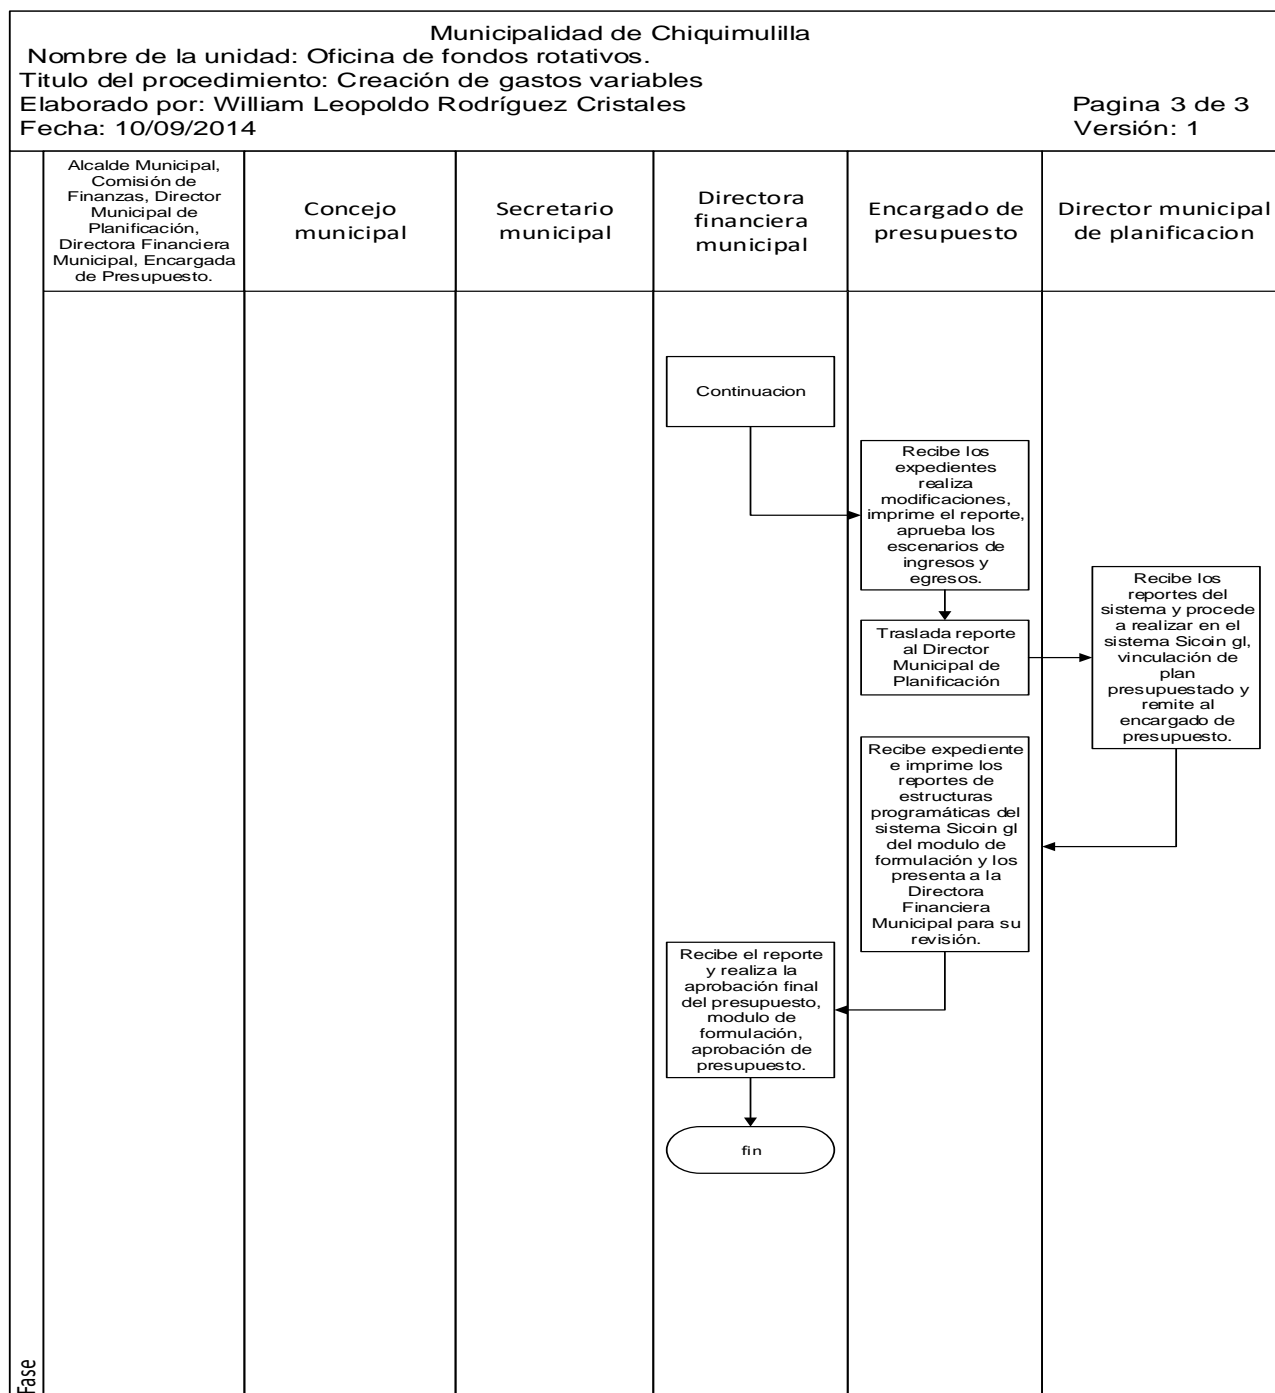 Municipalidad de Chiquimulilla
Nombre de la unidad: Oficina de fondos rotativos.
Titulo del procedimiento: Creación de gastos variables
Elaborado por: William Leopoldo Rodríguez Cristales
Pagina 3 de 3
Fecha: 10/09/2014
Versión: 1
Alcalde Municipal,
Comisión de
Finanzas, Director
Municipal de
Planificación,
Directora Financiera
Municipal, Encargada
de Presupuesto.
Concejo
municipal
Secretario
municipal
Directora
financiera
municipal
Encargado de
presupuesto
Director municipal
de planificacion
Continuacion
Recibe los
expedientes
realiza
modificaciones,
imprime el reporte,
aprueba los
escenarios de
ingresos y
egresos.
Traslada reporte
al Director
Municipal de
Planificación
Recibe los
reportes del
sistema y procede
a realizar en el
sistema Sicoin gl,
vinculación de
plan
presupuestado y
remite al
encargado de
presupuesto.
Recibe expediente
e imprime los
reportes de
estructuras
programáticas del
sistema Sicoin gl
del modulo de
formulación y los
presenta a la
Directora
Financiera
Municipal para su
revisión.
Recibe el reporte
y realiza la
aprobación final
del presupuesto,
modulo de
formulación,
aprobación de
presupuesto.
fin
Fase